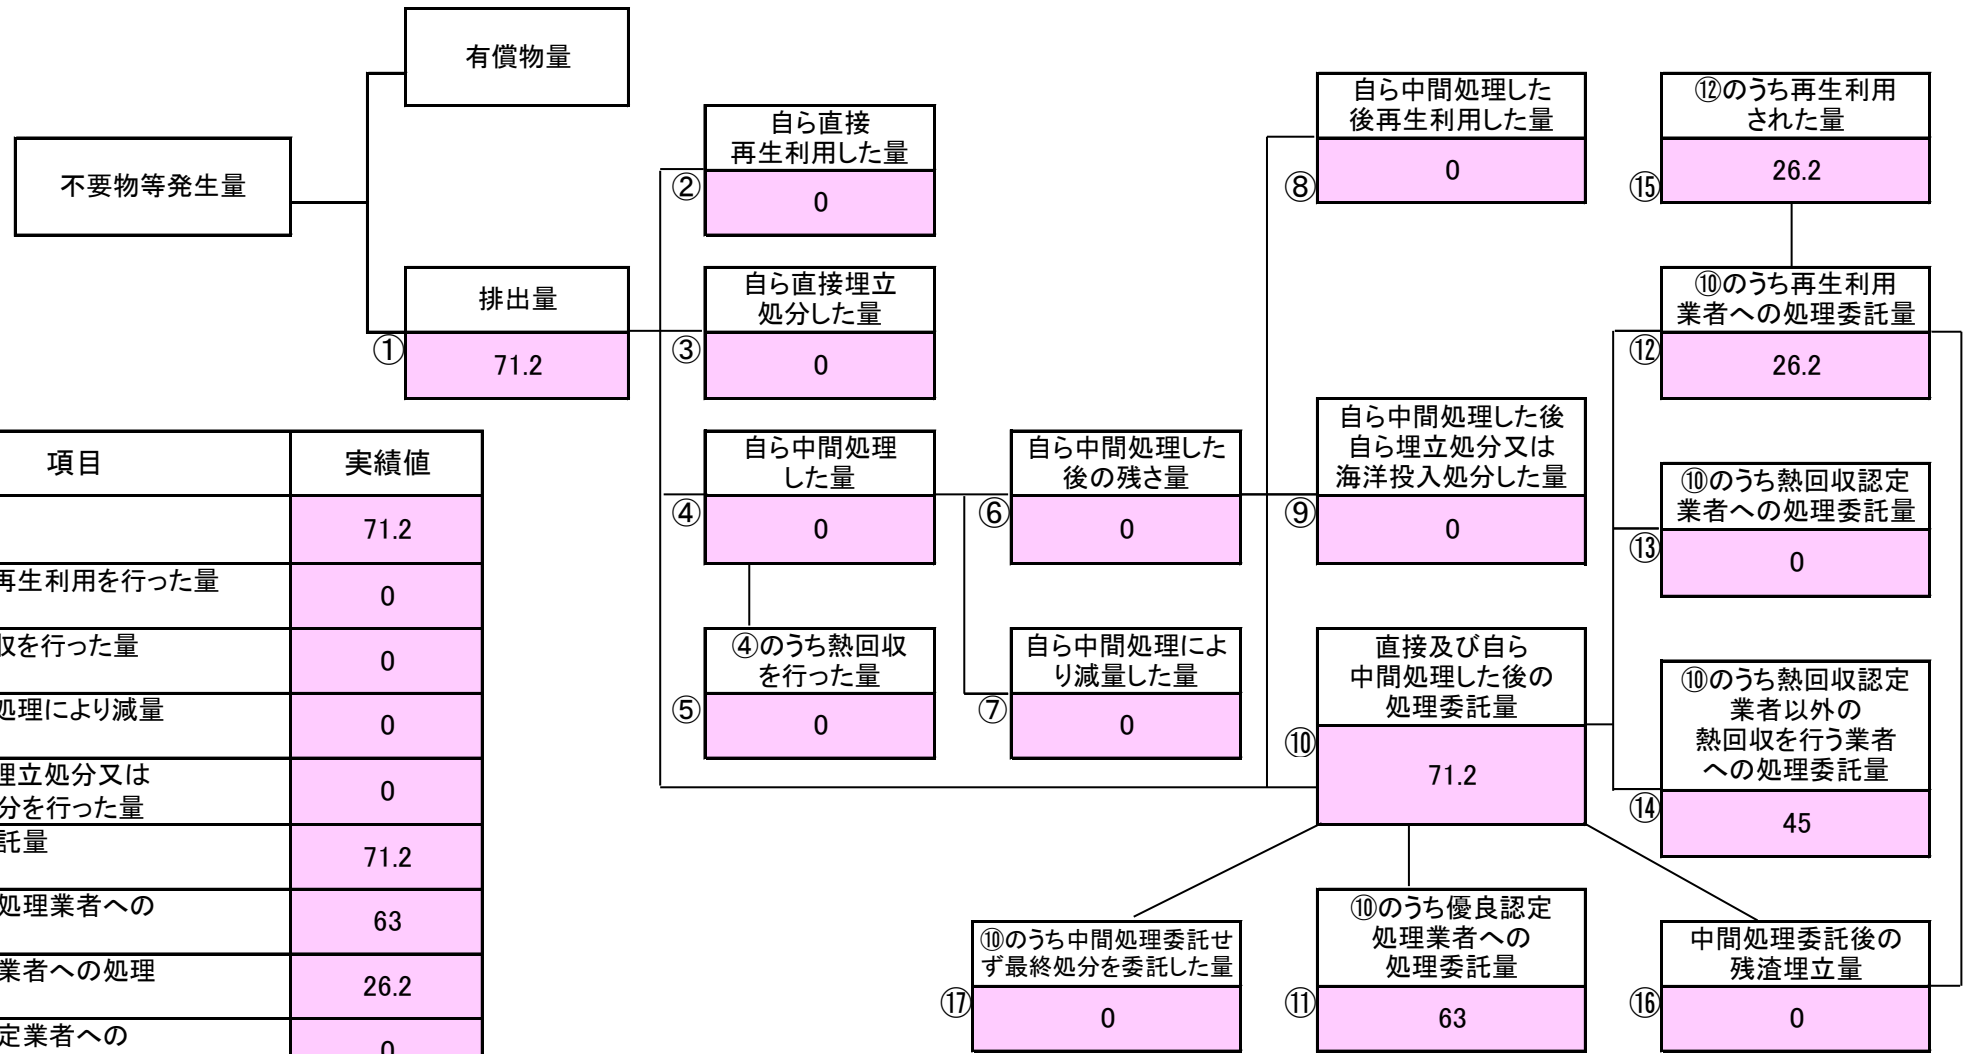 有償物量
不要物等発生量
排出量
①
71.2
自ら直接
再生利用した量
②
0
自ら直接埋立
処分した量
③
0
自ら中間処理
した量
④
0
④のうち熱回収
を行った量
⑤
0
自ら中間処理した
後の残さ量
⑥
0
自ら中間処理によ
り減量した量
⑦
0
自ら中間処理した
後再生利用した量
⑧
0
自ら中間処理した後
自ら埋立処分又は
海洋投入処分した量
⑨
0
直接及び自ら
中間処理した後の
処理委託量
⑩
71.2
⑫のうち再生利用
された量
⑮
26.2
⑩のうち再生利用
業者への処理委託量
⑫
26.2
⑩のうち熱回収認定
業者への処理委託量
⑬
0
⑩のうち熱回収認定
業者以外の
熱回収を行う業者
への処理委託量
⑭
45
⑩のうち中間処理委託せ
ず最終処分を委託した量
⑰
0
⑩のうち優良認定
処理業者への
処理委託量
⑪
63
中間処理委託後の
残渣埋立量
⑯
0
項目
実績値
71.2
再生利用を行った量
0
収を行った量
0
処理により減量
0
埋立処分又は
分を行った量
0
託量
71.2
処理業者への
63
業者への処理
26.2
定業者への
0